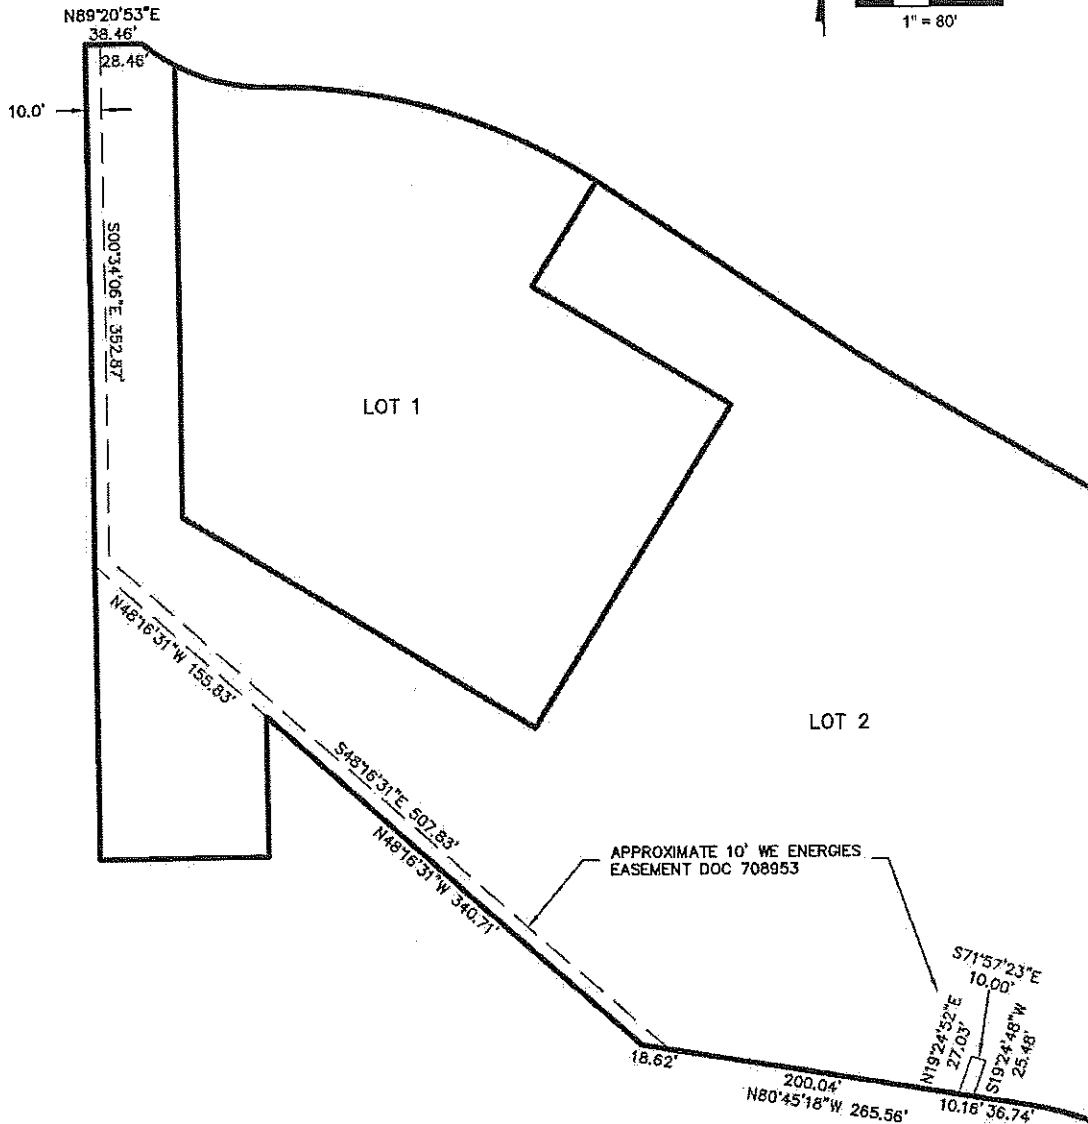 N89°20'53"E
38.46'
28.46'
1" = 80'
10.0'
S00°34'06"E 352.87'
LOT 1
N48°16'31"W 155.83'
LOT 2
S48°16'31"E 507.83'
N48°16'31"W 340.71'
APPROXIMATE 10' WE ENERGIES
EASEMENT DOC 708953
S71°57'23"E
10.00'
N19°24'52"E
27.03'
S19°24'48"W
25.48'
18.62'
200.04'
N80°45'18"W 265.56'
10.16' 36.74'